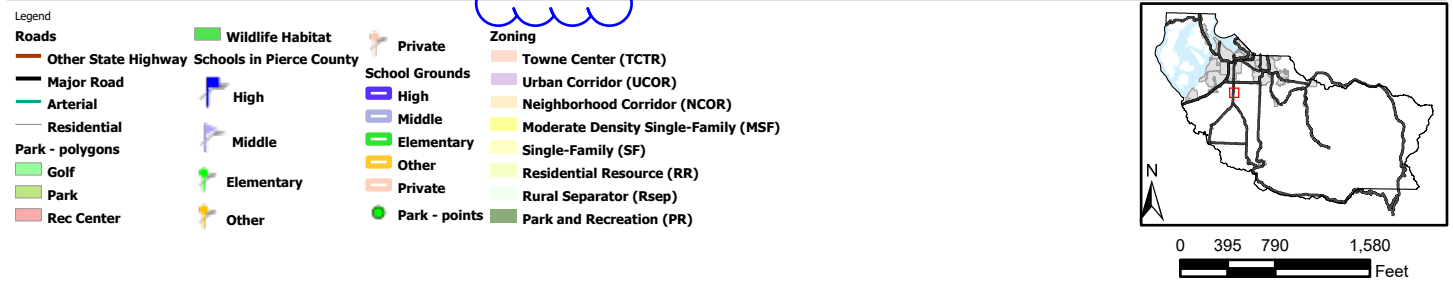 Legend
Roads
Other State Highway
Major Road
Arterial
Residential
Park - polygons
Golf
Park
Rec Center
Wildlife Habitat
Schools in Pierce County
High
Middle
Elementary
Other
Private
School Grounds
High
Middle
Elementary
Other
Private
Park - points
Zoning
Towne Center (TCTR)
Urban Corridor (UCOR)
Neighborhood Corridor (NCOR)
Moderate Density Single-Family (MSF)
Single-Family (SF)
Residential Resource (RR)
Rural Separator (Rsep)
Park and Recreation (PR)
N
0 395 790 1,580
Feet